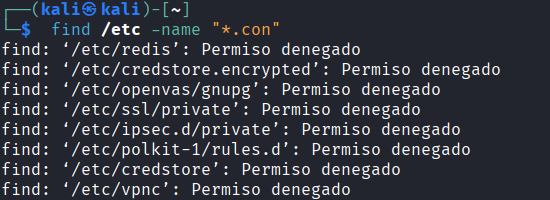 ┌──(kali㉿kali)-[~]
└─$ find /etc -name "*.con"
find: ‘/etc/redis’: Permiso denegado
find: ‘/etc/credstore.encrypted’: Permiso denegado
find: ‘/etc/openvas/gnupg’: Permiso denegado
find: ‘/etc/ssl/private’: Permiso denegado
find: ‘/etc/ipsec.d/private’: Permiso denegado
find: ‘/etc/polkit-1/rules.d’: Permiso denegado
find: ‘/etc/credstore’: Permiso denegado
find: ‘/etc/vpnc’: Permiso denegado